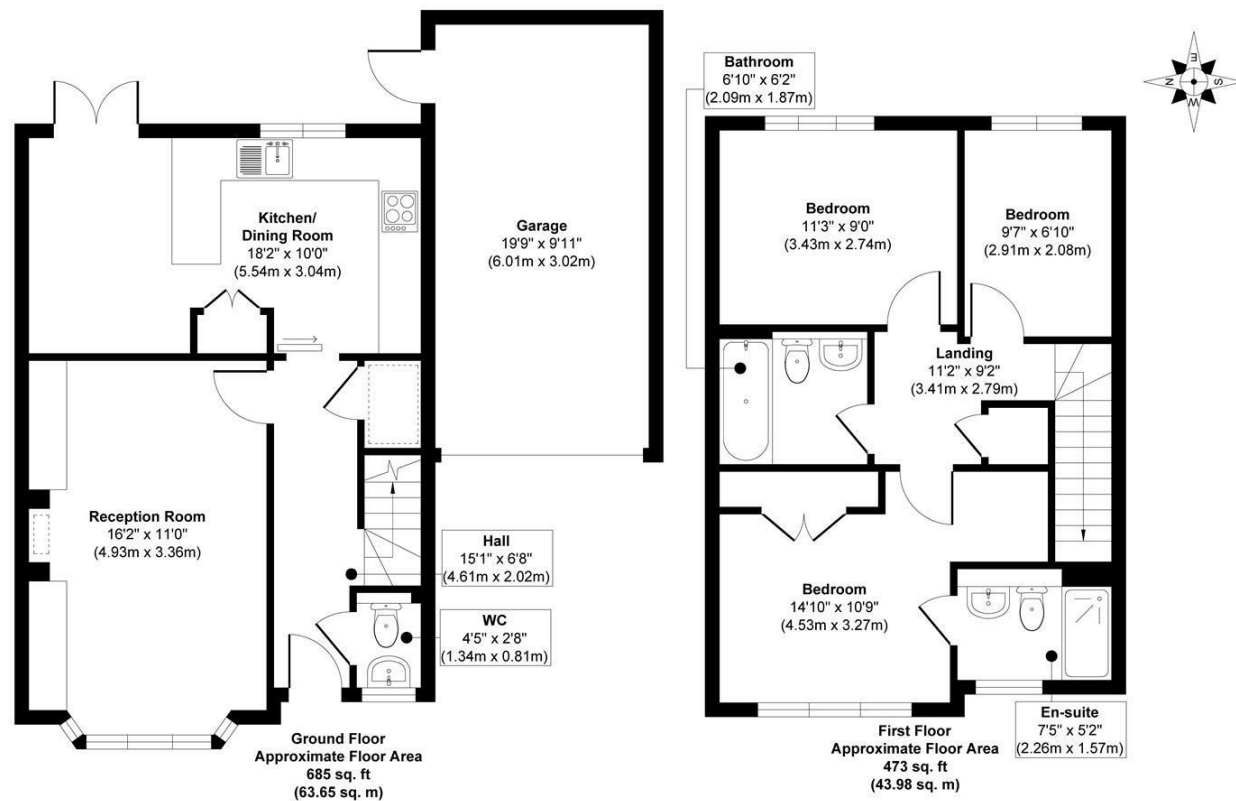 Kitchen/
Dining Room
18'2" x 10'0"
(5.54m x 3.04m)
Garage
19'9" x 9'11"
(6.01m x 3.02m)
Reception Room
16'2" x 11'0"
(4.93m x 3.36m)
Hall
15'1" x 6'8"
(4.61m x 2.02m)
WC
4'5" x 2'8"
(1.34m x 0.81m)
Ground Floor
Approximate Floor Area
685 sq. ft
(63.65 sq. m)
Bathroom
6'10" x 6'2"
(2.09m x 1.87m)
Bedroom
11'3" x 9'0"
(3.43m x 2.74m)
Bedroom
9'7" x 6'10"
(2.91m x 2.08m)
Landing
11'2" x 9'2"
(3.41m x 2.79m)
Bedroom
14'10" x 10'9"
(4.53m x 3.27m)
En-suite
7'5" x 5'2"
(2.26m x 1.57m)
First Floor
Approximate Floor Area
473 sq. ft
(43.98 sq. m)
E
N
S
W